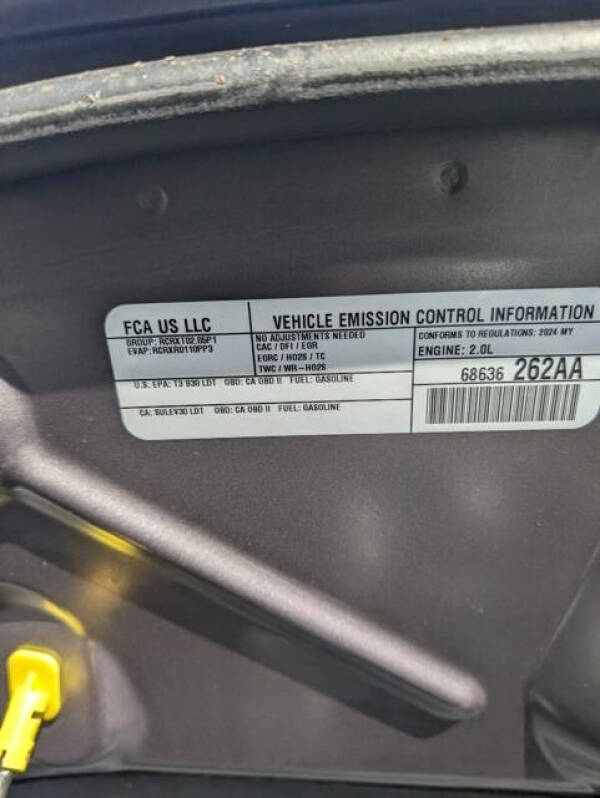 FCA US LLC
GROUP: RCRXT02.05P1
EVAP: RCRXR0110PP3
VEHICLE EMISSION CONTROL INFORMATION
NO ADJUSTMENTS NEEDED
CAC / DFI / EGR
EGRC / HO2S / TC
TWC / WR-HO2S
CONFORMS TO REGULATIONS: 2024 MY
ENGINE: 2.0L
U.S. EPA: T3 B30 LDT OBD: CA OBD II FUEL: GASOLINE
CA: SULEV30 LDT OBD: CA OBD II FUEL: GASOLINE
68636 262AA